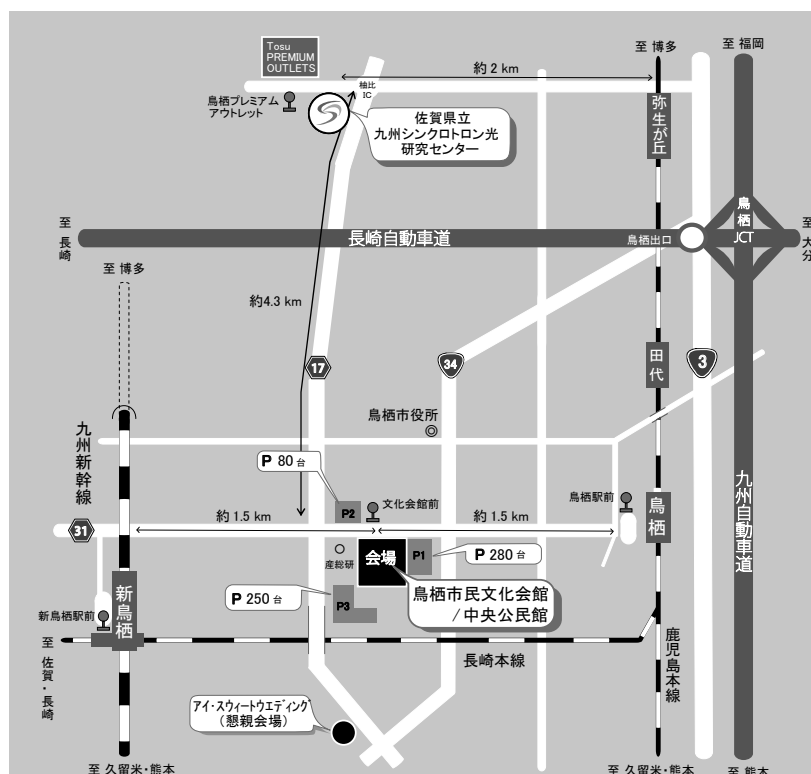 Tosu
PREMIUM
OUTLETS
鳥栖プレミアム
アウトレット
柚比
IC
約 2 km
至 博多
至 福岡
弥生が丘
佐賀県立
九州シンクロトロン光
研究センター
至 長崎
長崎自動車道
鳥栖出口
鳥栖
JCT
至 大分
至 博多
約4.3 km
17
34
3
田代
九州新幹線
鳥栖市役所
P 80 台
P2
文化会館前
鳥栖駅前
鳥栖
九州自動車道
31
約 1.5 km
約 1.5 km
産総研
会場
P1
P 280 台
P 250 台
P3
鳥栖市民文化会館
/中央公民館
新鳥栖駅前
新鳥栖
至 佐賀・長崎
長崎本線
鹿児島本線
アイ・スウィートウエディング
(懇親会場)
至 久留米・熊本
至 久留米・熊本
至 熊本